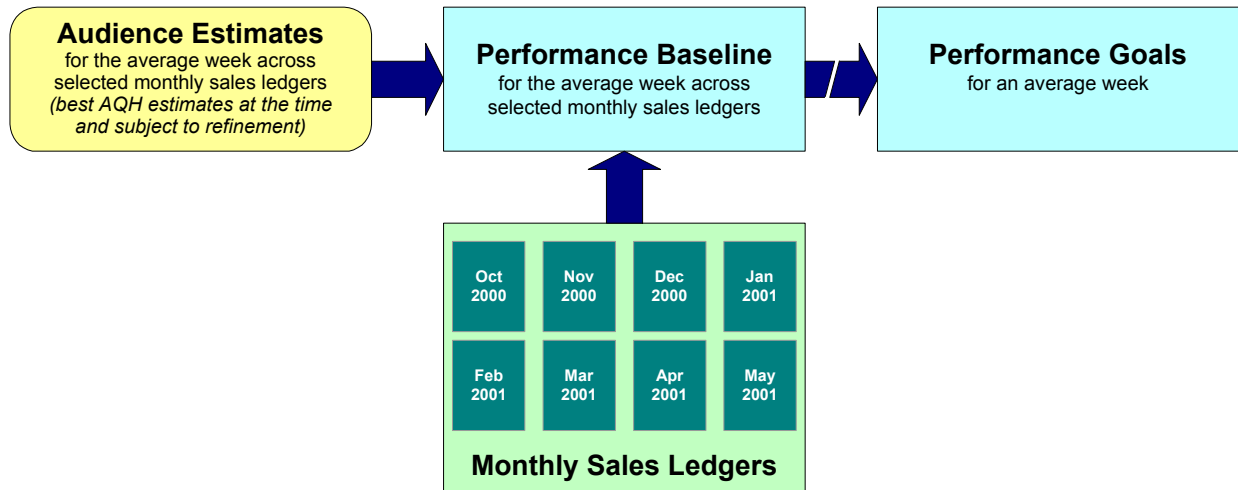 Audience Estimates
for the average week across
selected monthly sales ledgers
(best AQH estimates at the time
and subject to refinement)
Performance Baseline
for the average week across
selected monthly sales ledgers
Performance Goals
for an average week
Oct
2000
Nov
2000
Dec
2000
Jan
2001
Feb
2001
Mar
2001
Apr
2001
May
2001
Monthly Sales Ledgers